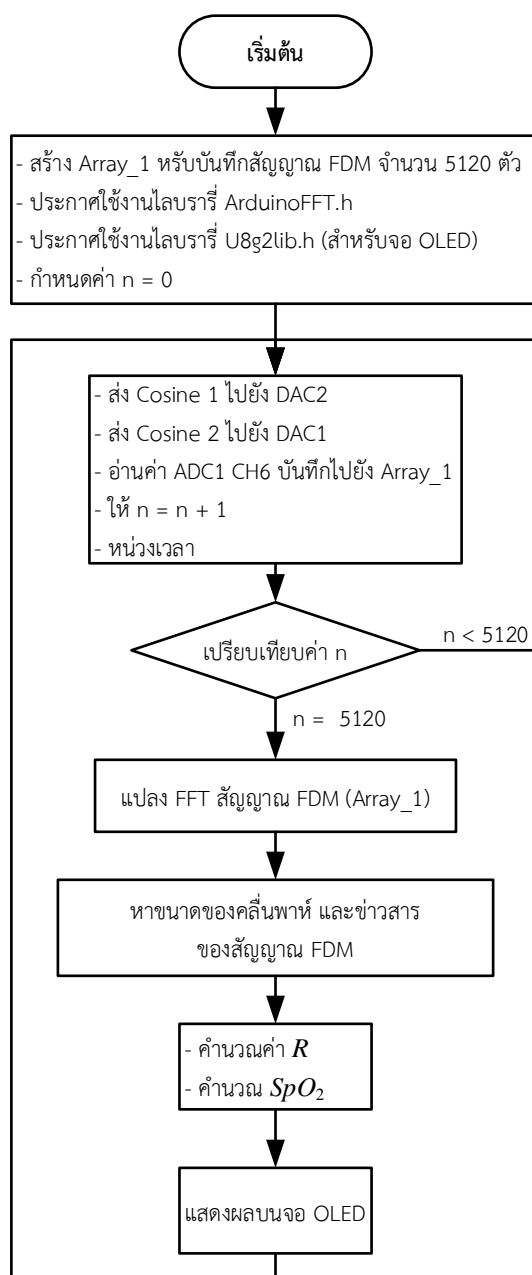 เริ่มต้น
- สร้าง Array_1 หรับบันทึกสัญญาณ FDM จำนวน 5120 ตัว
- ประกาศใช้งานไลบรารี่ ArduinoFFT.h
- ประกาศใช้งานไลบรารี่ U8g2lib.h (สำหรับจอ OLED)
- กำหนดค่า n = 0
- ส่ง Cosine 1 ไปยัง DAC2
- ส่ง Cosine 2 ไปยัง DAC1
- อ่านค่า ADC1 CH6 บันทึกไปยัง Array_1
- ให้ n = n + 1
- หน่วงเวลา
เปรียบเทียบค่า n
n < 5120
n = 5120
แปลง FFT สัญญาณ FDM (Array_1)
หาขนาดของคลื่นพาห์ และข่าวสาร
ของสัญญาณ FDM
- คำนวณค่า R
- คำนวณ SpO₂
แสดงผลบนจอ OLED